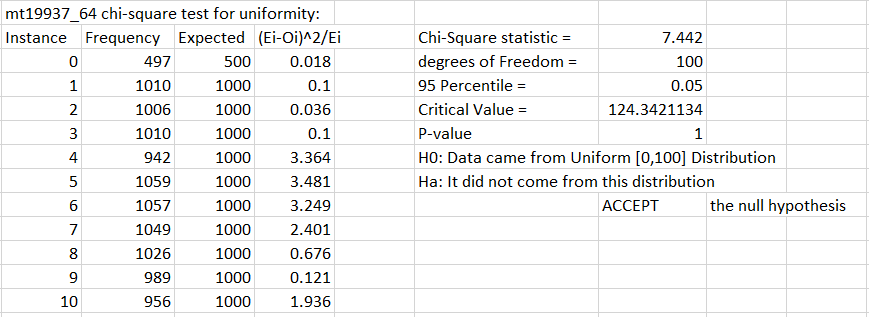 mt19937_64 chi-square test for uniformity:
Instance Frequency Expected (Ei-Oi)^2/Ei Chi-Square statistic = 7.442
0 497 500 0.018 degrees of Freedom = 100
1 1010 1000 0.1 95 Percentile = 0.05
2 1006 1000 0.036 Critical Value = 124.3421134
3 1010 1000 0.1 P-value 1
4 942 1000 3.364 H0: Data came from Uniform [0,100] Distribution
5 1059 1000 3.481 Ha: It did not come from this distribution
6 1057 1000 3.249 ACCEPT the null hypothesis
7 1049 1000 2.401
8 1026 1000 0.676
9 989 1000 0.121
10 956 1000 1.936